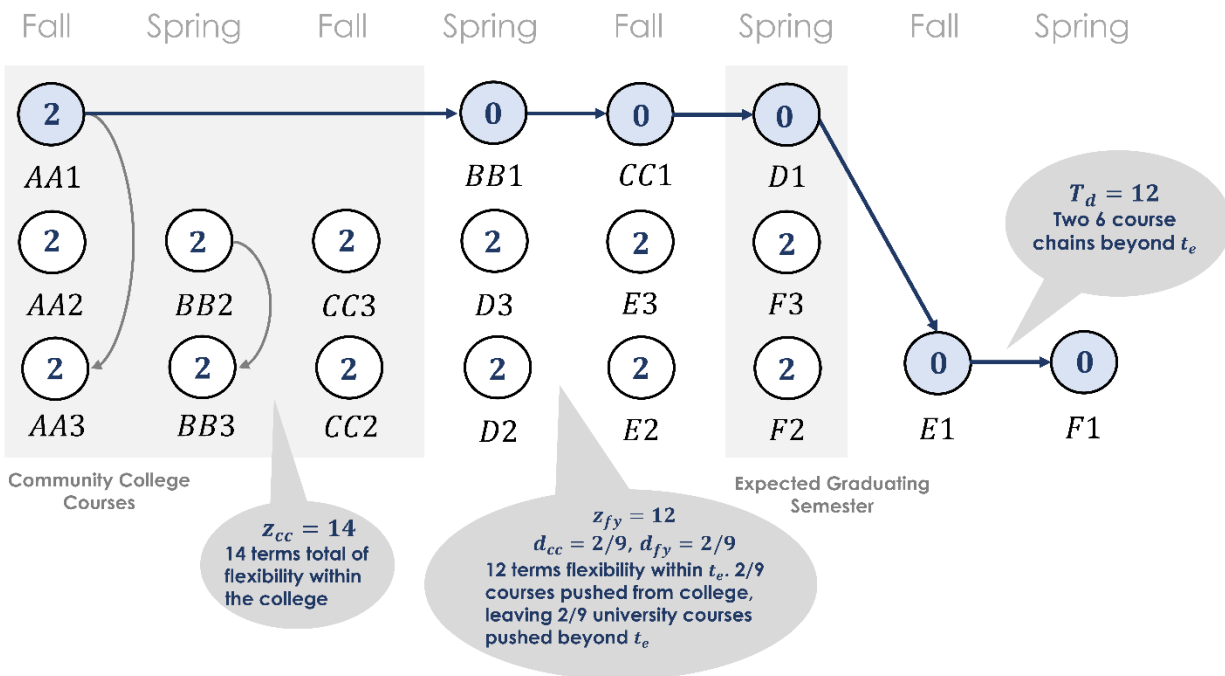 Fall Spring Fall Spring Fall Spring Fall Spring
2 0 0 0
AA1 BB1 CC1 D1
T_d = 12
Two 6 course
chains beyond t_e
2 2 2 2 2 2
AA2 BB2 CC3 D3 E3 F3
2 2 2 2 2 2 0 0
AA3 BB3 CC2 D2 E2 F2 E1 F1
Community College
Courses
Expected Graduating
Semester
z_cc = 14
14 terms total of
flexibility within
the college
z_fy = 12
d_cc = 2/9, d_fy = 2/9
12 terms flexibility within t_e. 2/9
courses pushed from college,
leaving 2/9 university courses
pushed beyond t_e